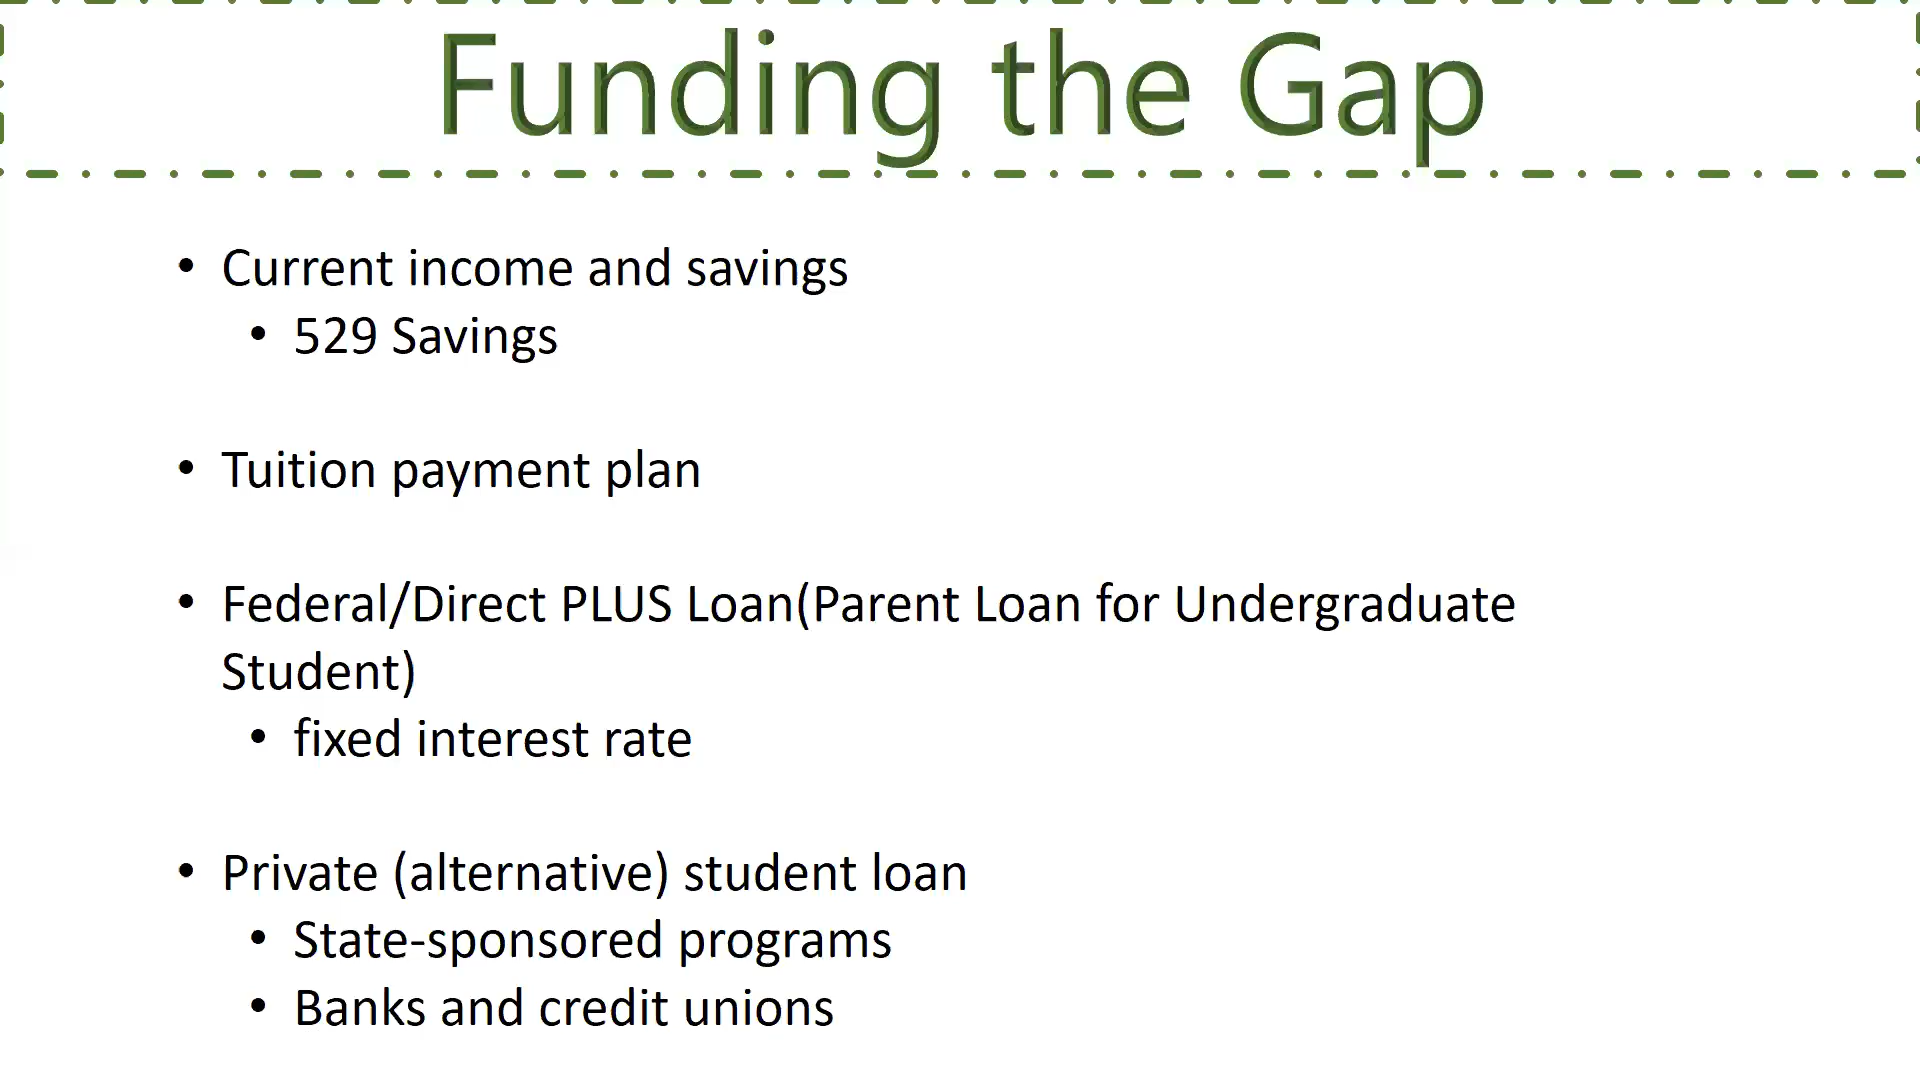 Funding the Gap
• Current income and savings
• 529 Savings
• Tuition payment plan
• Federal/Direct PLUS Loan(Parent Loan for Undergraduate
Student)
• fixed interest rate
• Private (alternative) student loan
• State-sponsored programs
• Banks and credit unions